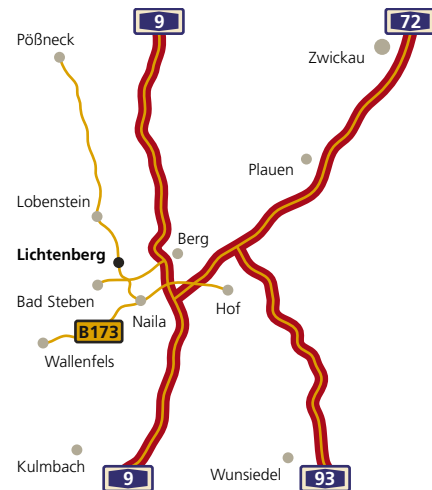 9
72
Pößneck
Zwickau
Plauen
Lobenstein
Berg
Lichtenberg
Bad Steben
Naila
Hof
B173
Wallenfels
Kulmbach
Wunsiedel
9
93